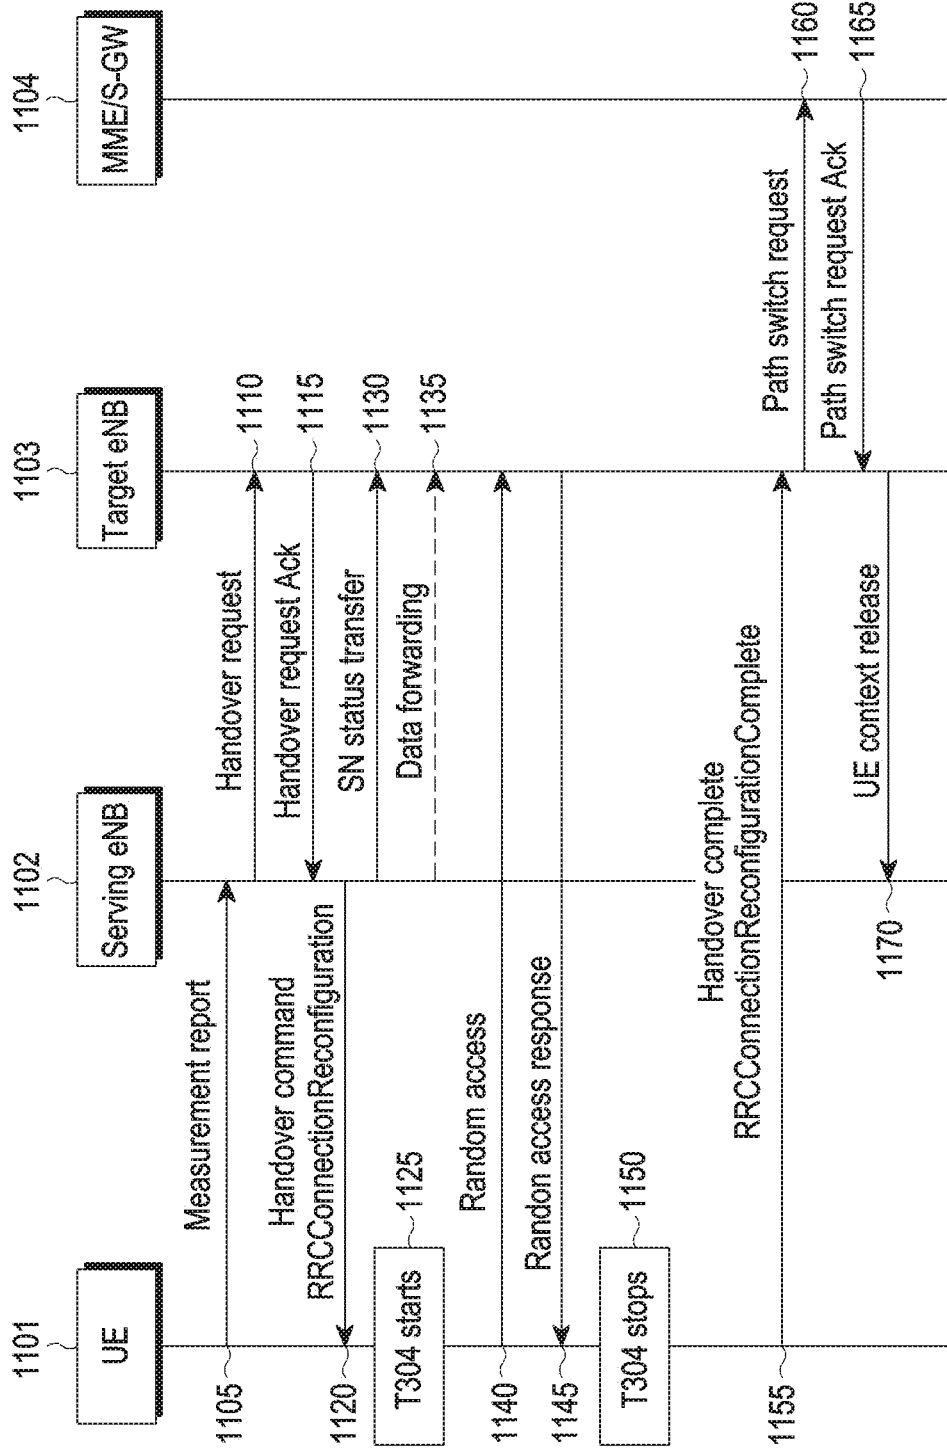 1101
1102
1103
1104
UE
Serving eNB
Target eNB
MME/S-GW
1105
Measurement report
Handover request
1110
Handover request Ack
1115
1120
Handover command
RRCConnectionReconfiguration
T304 starts
1125
SN status transfer
1130
Data forwarding
1135
1140
Random access
1145
Randon access response
T304 stops
1150
1155
Handover complete
RRCConnectionReconfigurationComplete
Path switch request
1160
Path switch request Ack
1165
UE context release
1170